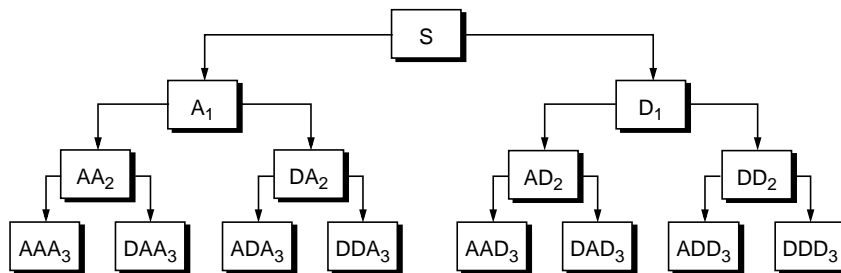 S
A₁ D₁
AA₂ DA₂ AD₂ DD₂
AAA₃ DAA₃ ADA₃ DDA₃ AAD₃ DAD₃ ADD₃ DDD₃